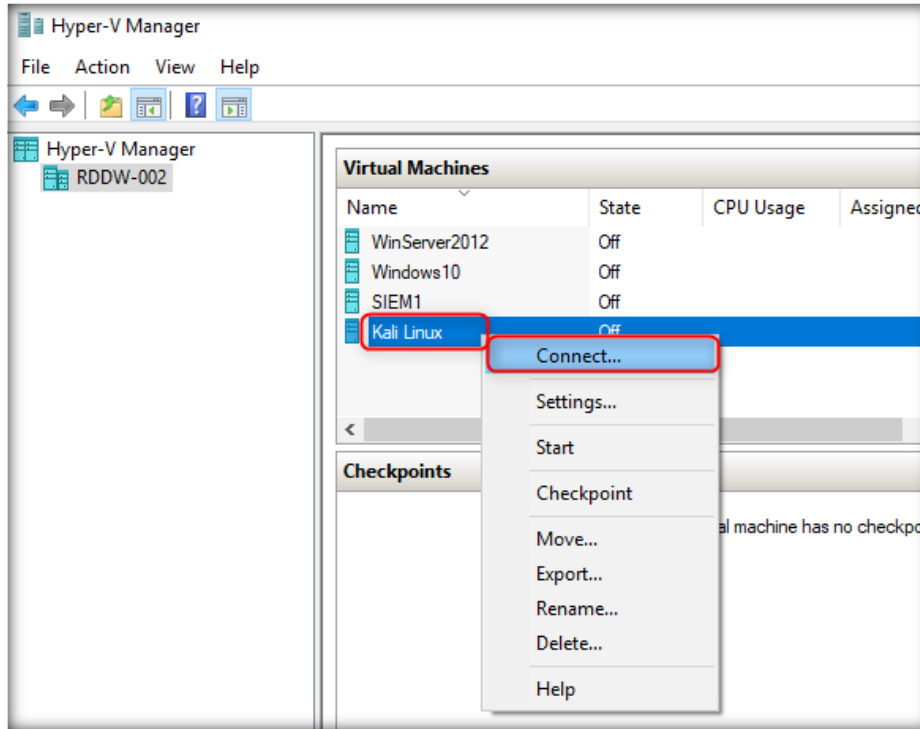 Hyper-V Manager
File Action View Help
Hyper-V Manager
RDDW-002
Virtual Machines
Name State CPU Usage Assigned
WinServer2012 Off
Windows10 Off
SIEM1 Off
Kali Linux Off
Connect...
Settings...
Start
Checkpoints
Checkpoint
al machine has no checkpo
Move...
Export...
Rename...
Delete...
Help